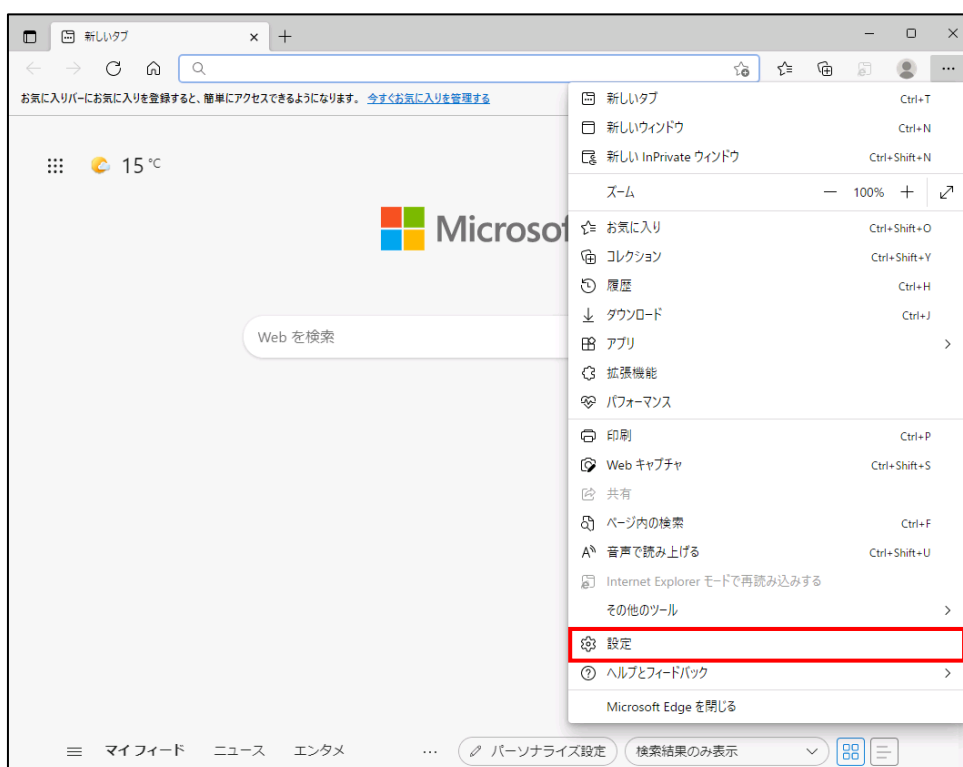 新しいタブ
お気に入りバーにお気に入りを登録すると、簡単にアクセスできるようになります。 今すぐお気に入りを管理する
15 ℃
Microsof
Web を検索
新しいタブ Ctrl+T
新しいウィンドウ Ctrl+N
新しい InPrivate ウィンドウ Ctrl+Shift+N
ズーム — 100% +
お気に入り Ctrl+Shift+O
コレクション Ctrl+Shift+Y
履歴 Ctrl+H
ダウンロード Ctrl+J
アプリ
拡張機能
パフォーマンス
印刷 Ctrl+P
Web キャプチャ Ctrl+Shift+S
共有
ページ内の検索 Ctrl+F
音声で読み上げる Ctrl+Shift+U
Internet Explorer モードで再読み込みする
その他のツール
設定
ヘルプとフィードバック
Microsoft Edge を閉じる
マイ フィード ニュース エンタメ ... パーソナライズ設定 検索結果のみ表示